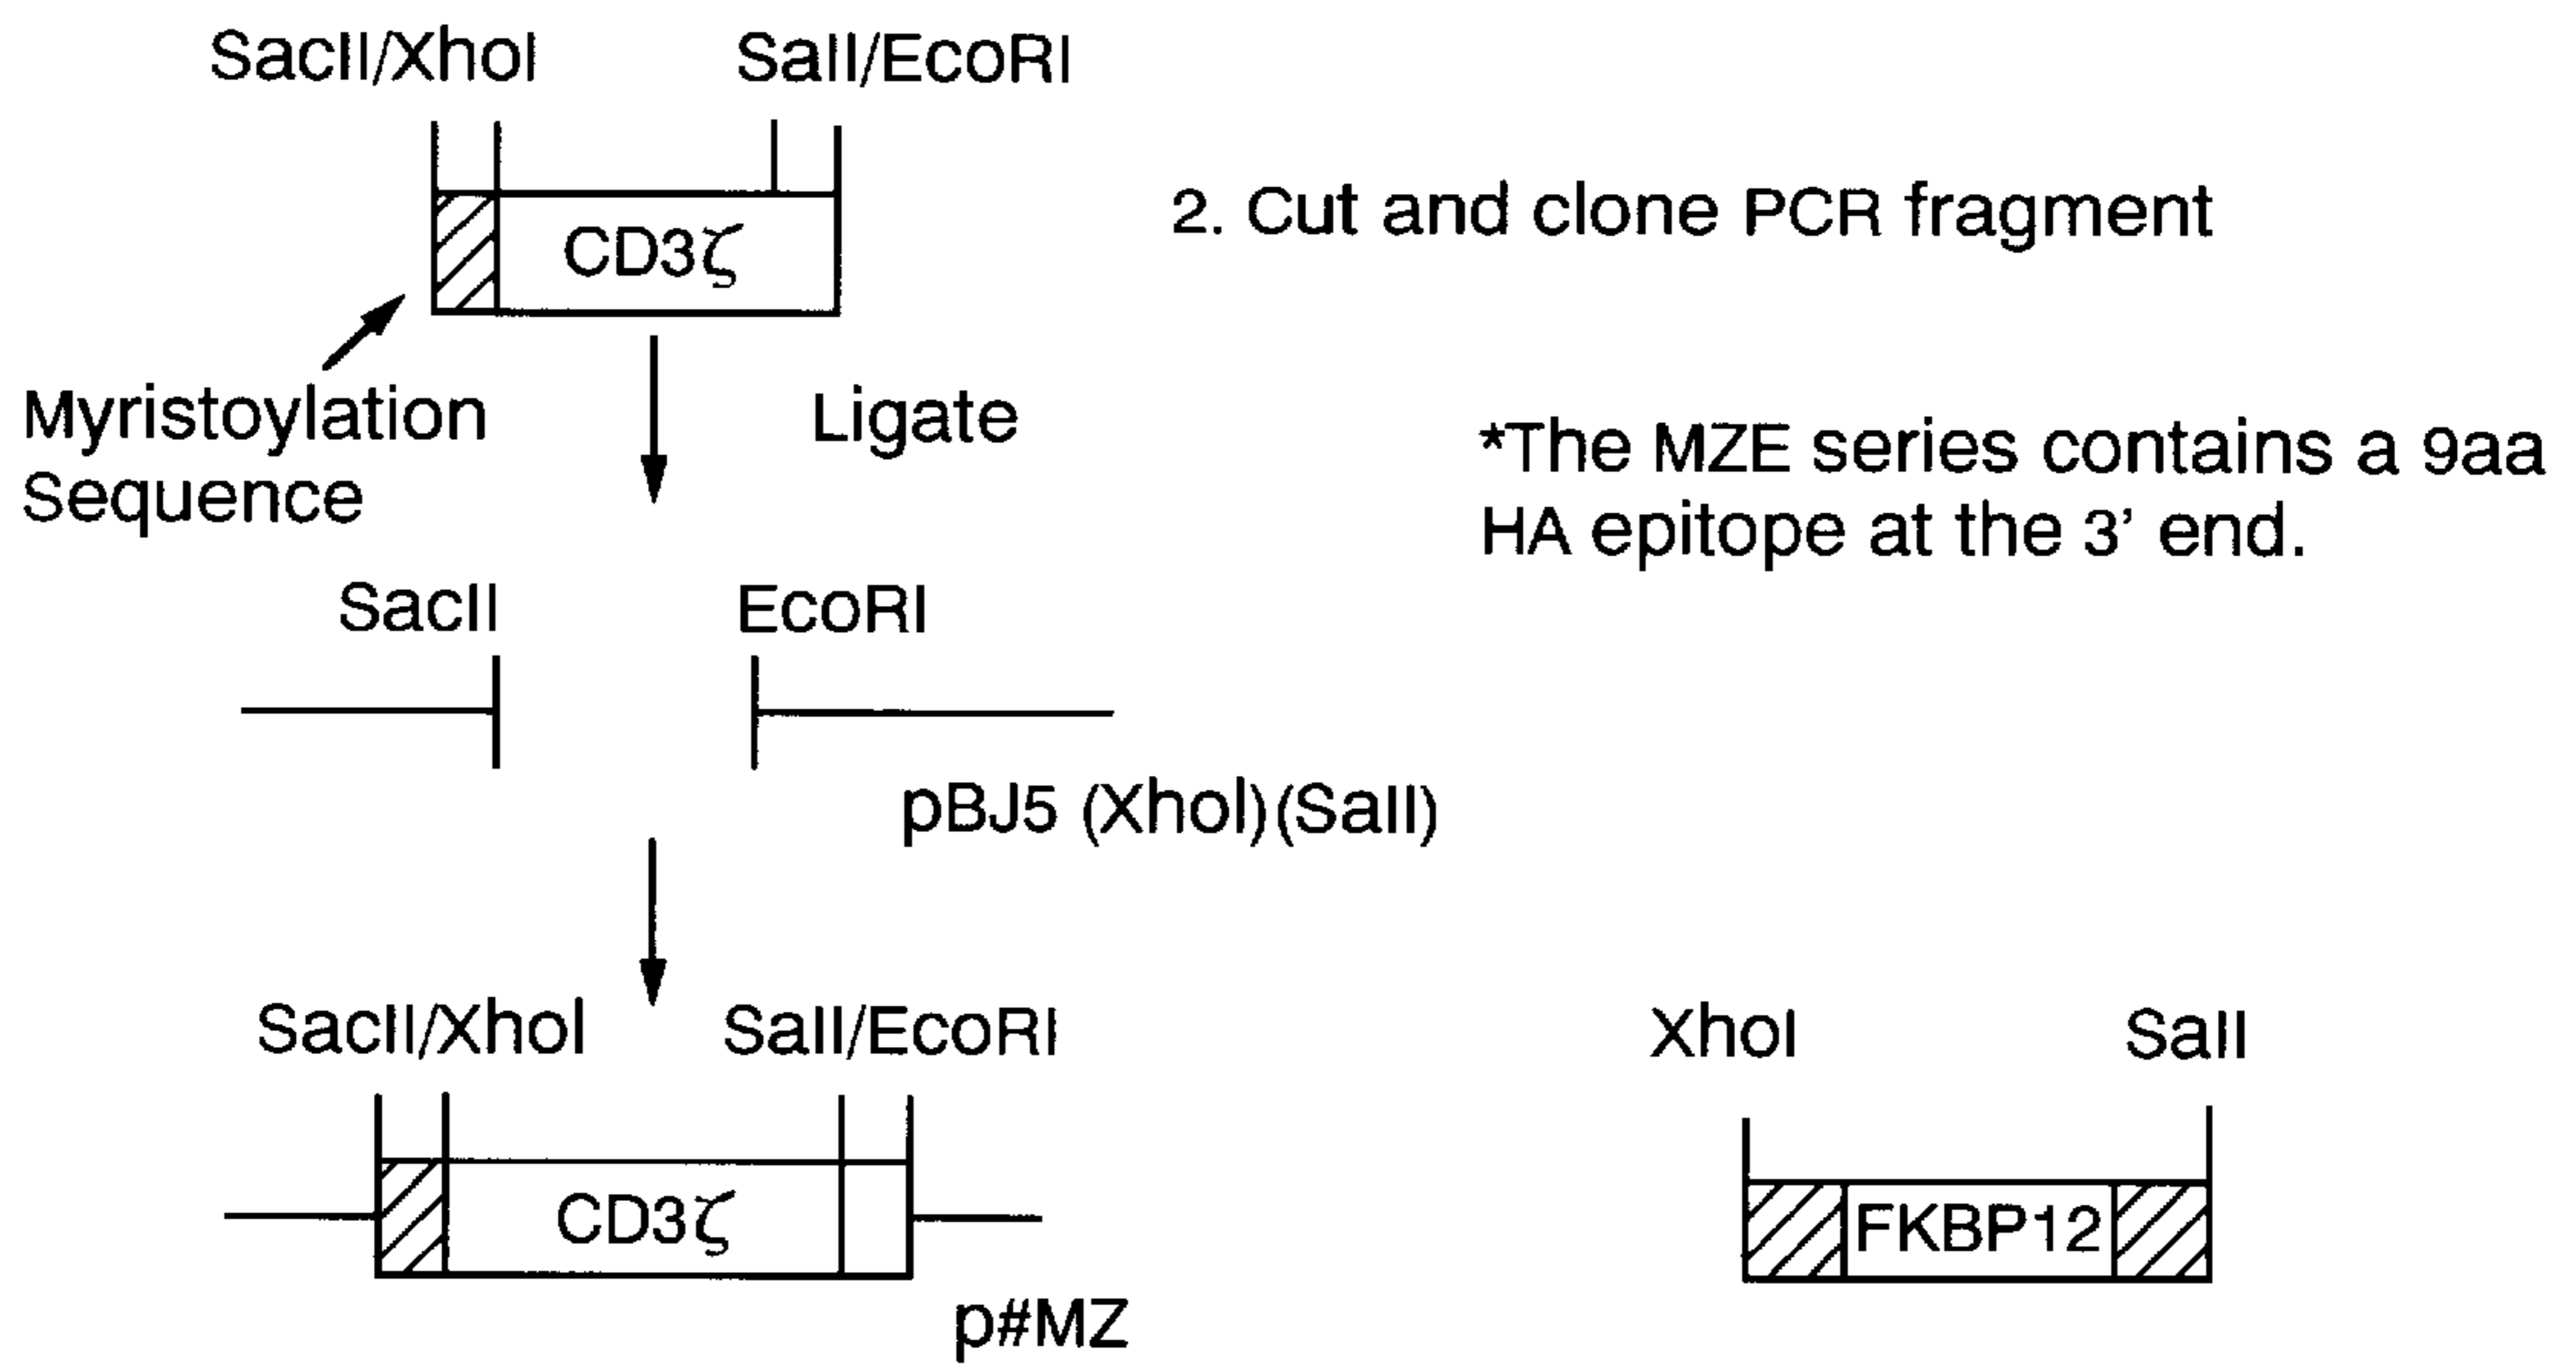 SacII/XhoI
SalI/EcoRI
CD3ζ
2. Cut and clone PCR fragment
Myristoylation
Sequence
Ligate
*The MZE series contains a 9aa
HA epitope at the 3' end.
SacII
EcoRI
pBJ5 (XhoI)(SalI)
SacII/XhoI
SalI/EcoRI
CD3ζ
p#MZ
XhoI
SalI
FKBP12